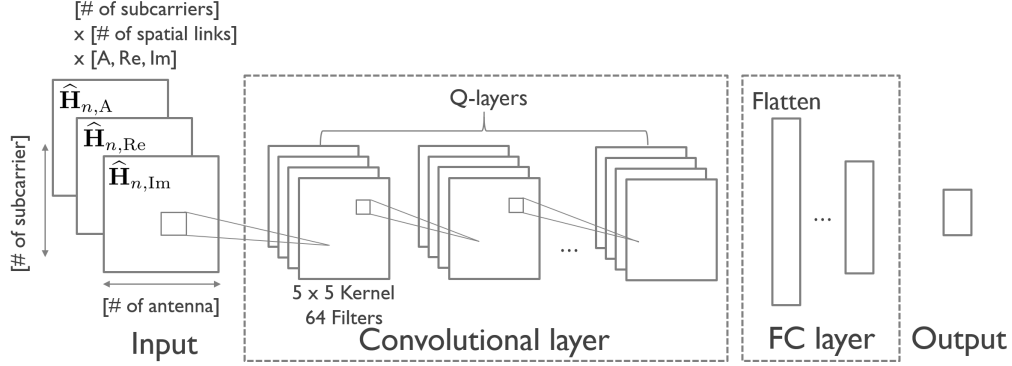 [# of subcarriers]
x [# of spatial links]
x [A, Re, Im]
Ĥn,A
Ĥn,Re
Ĥn,Im
[# of subcarrier]
[# of antenna]
Input
Q-layers
...
5 x 5 Kernel
64 Filters
Convolutional layer
Flatten
...
FC layer
Output